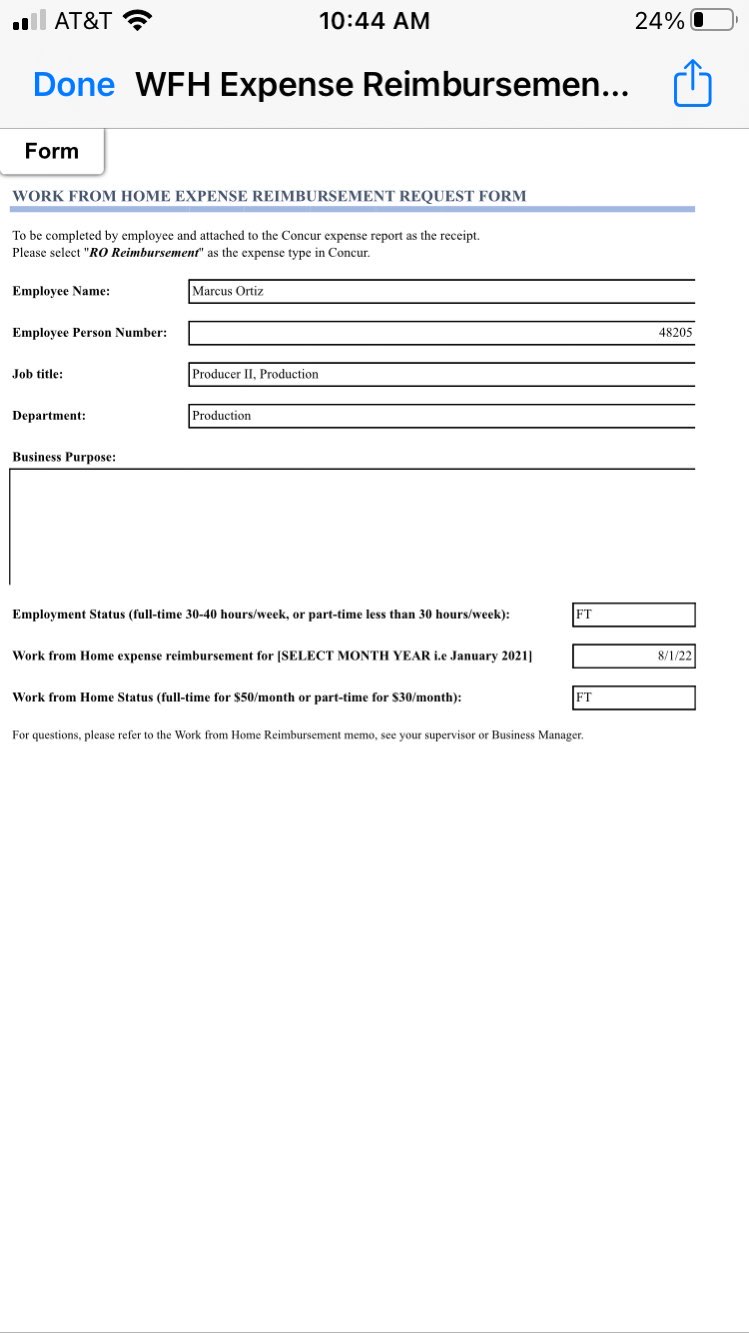 AT&T 10:44 AM 24%
Done WFH Expense Reimbursemen...
Form
WORK FROM HOME EXPENSE REIMBURSEMENT REQUEST FORM
To be completed by employee and attached to the Concur expense report as the receipt.
Please select "RO Reimbursement" as the expense type in Concur.
Employee Name: Marcus Ortiz
Employee Person Number: 48205
Job title: Producer II, Production
Department: Production
Business Purpose:
Employment Status (full-time 30-40 hours/week, or part-time less than 30 hours/week): FT
Work from Home expense reimbursement for [SELECT MONTH YEAR i.e January 2021] 8/1/22
Work from Home Status (full-time for $50/month or part-time for $30/month): FT
For questions, please refer to the Work from Home Reimbursement memo, see your supervisor or Business Manager.